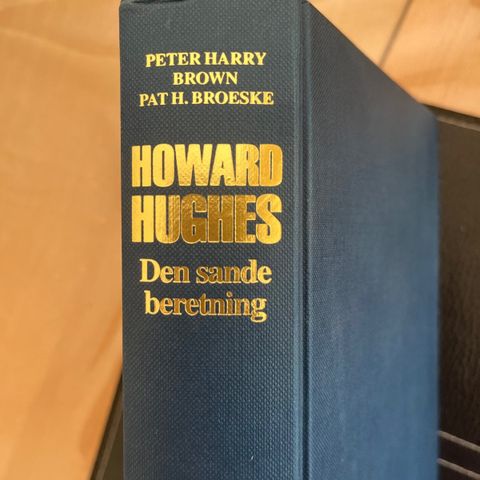 PETER HARRY
BROWN
PAT H. BROESKE
HOWARD
HUGHES
Den sande
beretning